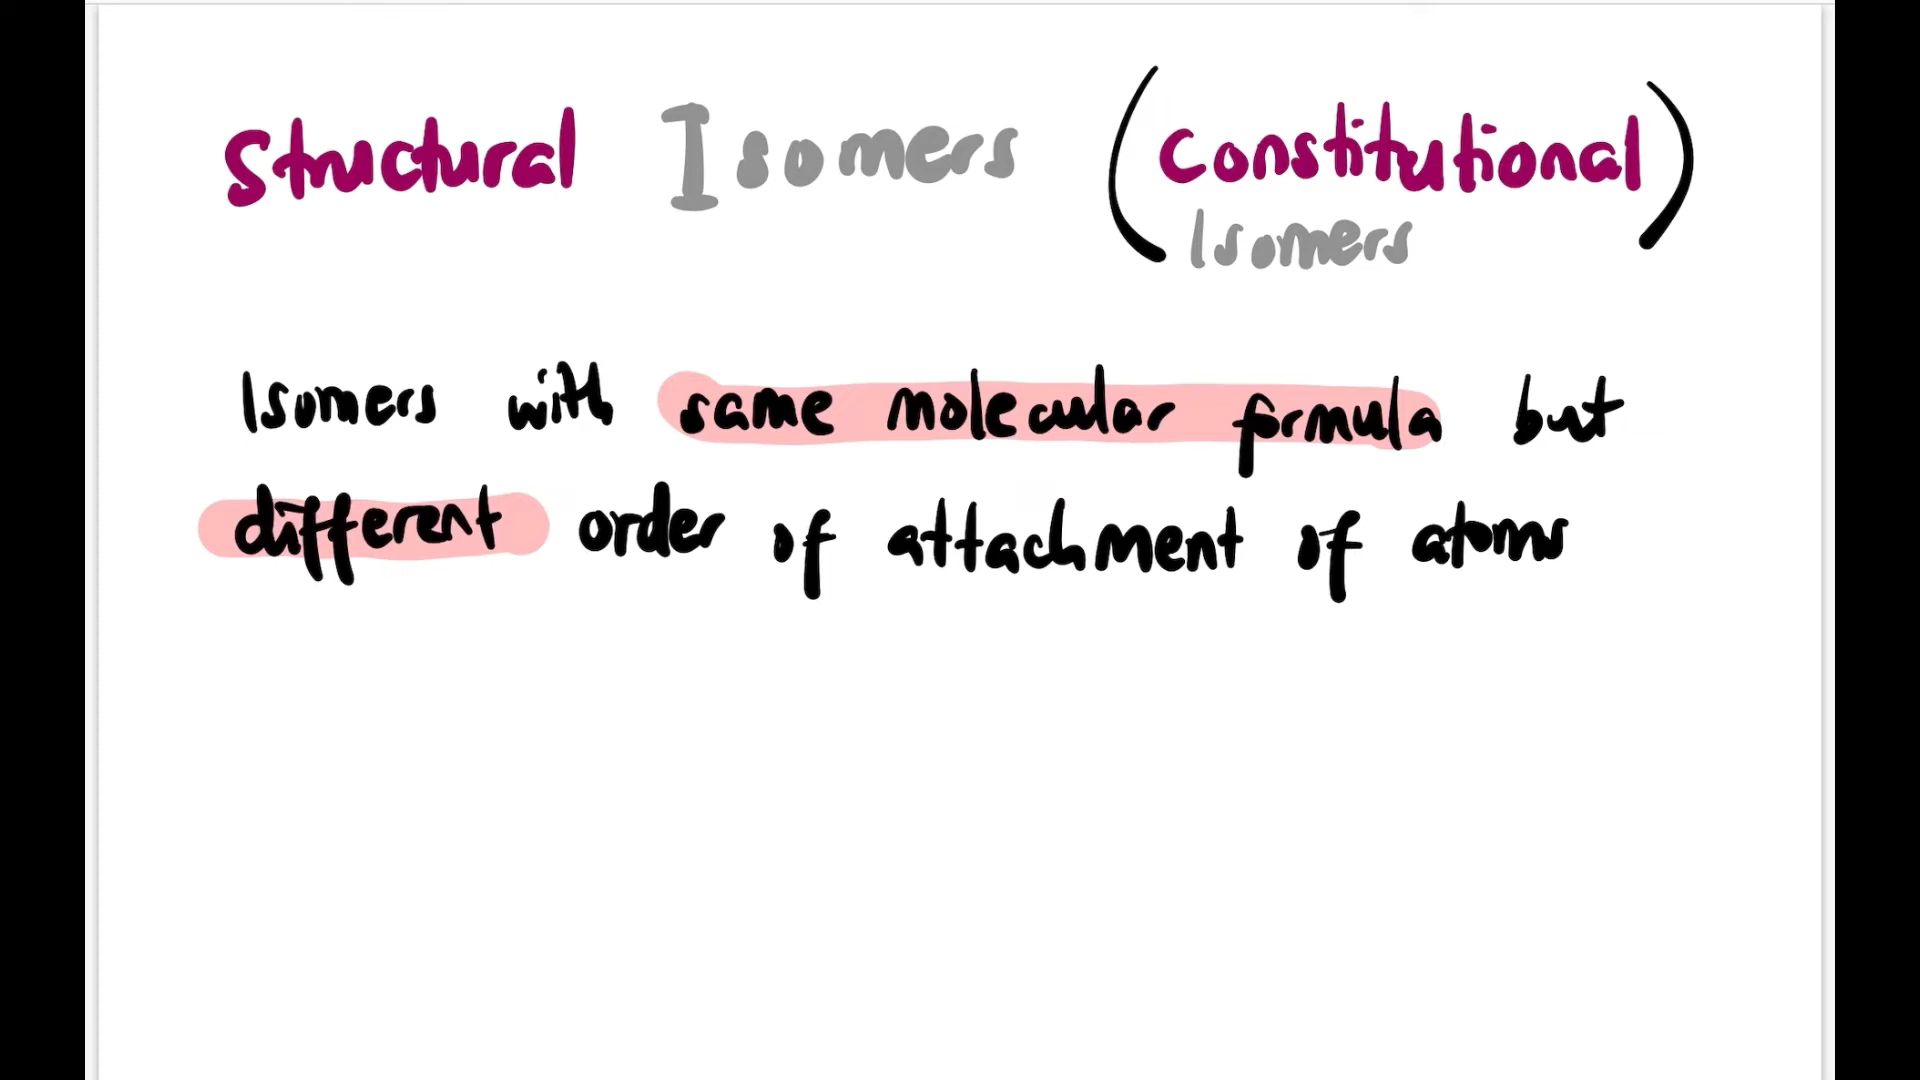 Structural Isomers (Constitutional Isomers)
Isomers with same molecular formula but
different order of attachment of atoms